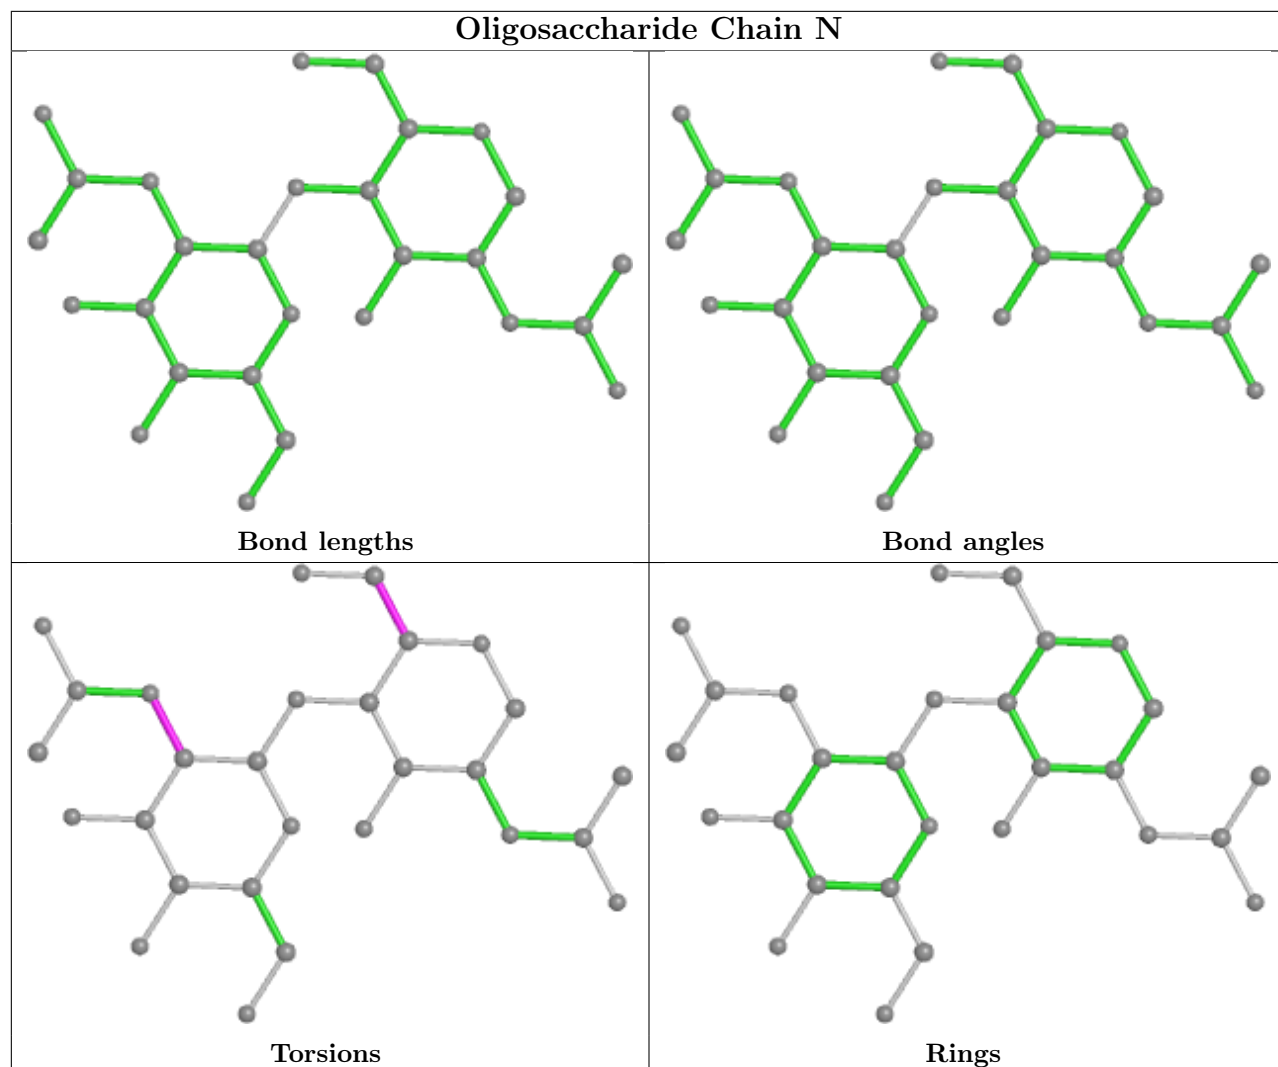 Oligosaccharide Chain N
Bond lengths
Bond angles
Torsions
Rings